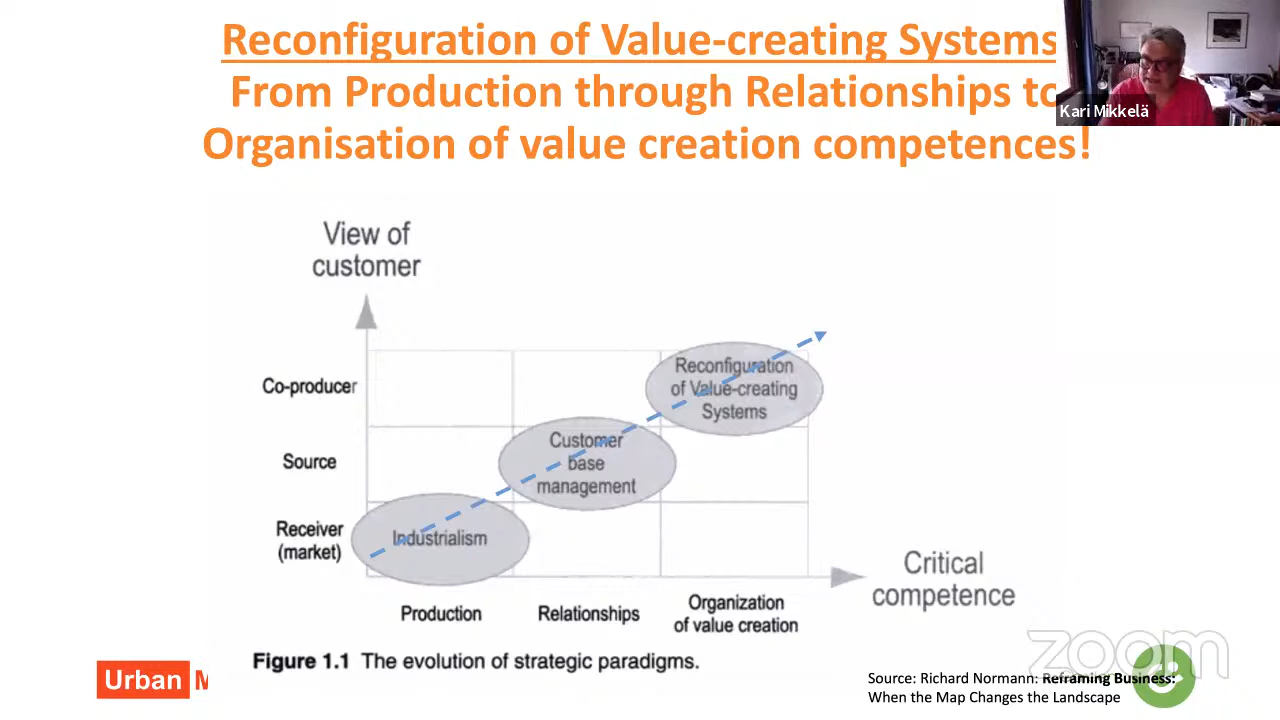 Reconfiguration of Value-creating Systems
From Production through Relationships to
Organisation of value creation competences!
Kari Mikkelä
View of
customer
Co-producer
Source
Receiver
(market)
Reconfiguration
of Value-creating
Systems
Customer
base
management
Industrialism
Critical
competence
Production
Relationships
Organization
of value creation
Figure 1.1 The evolution of strategic paradigms.
zoom
Urban
Source: Richard Normann: Reframing Business:
When the Map Changes the Landscape